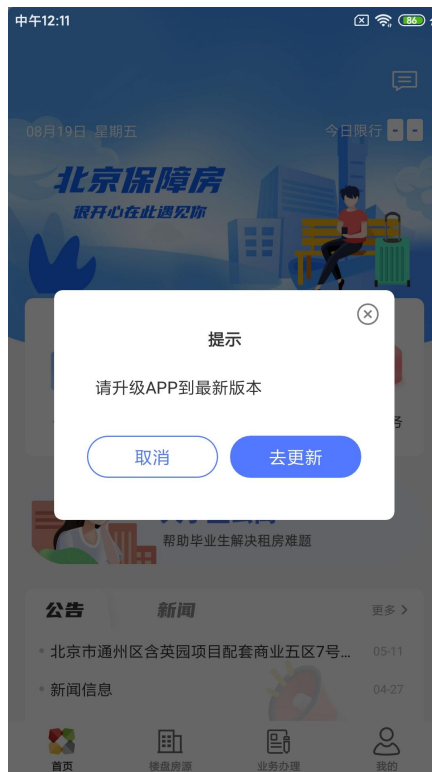 中午12:11
86
08月19日 星期五
今日限行 - -
北京保障房
很开心在此遇见你
提示
请升级APP到最新版本
取消
去更新
务
帮助毕业生解决租房难题
公告
新闻
更多
北京市通州区含英园项目配套商业五区7号...
05-11
新闻信息
04-27
首页
楼盘房源
业务办理
我的